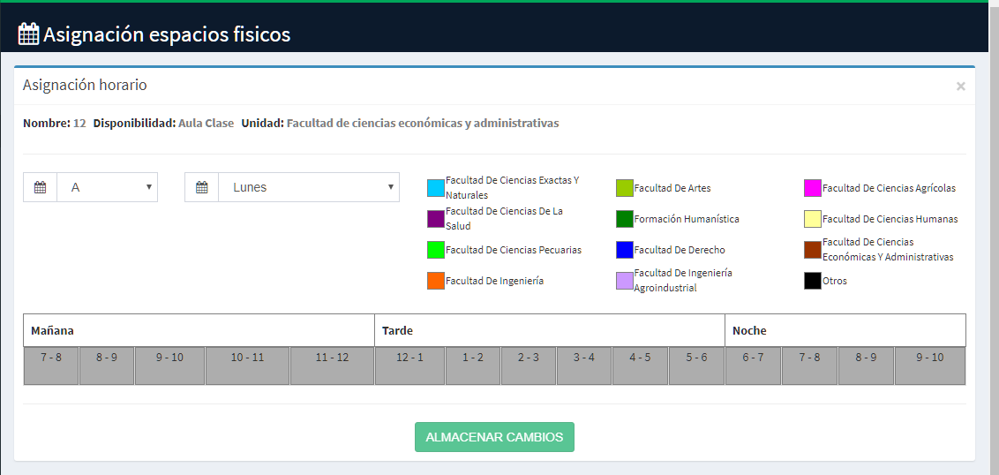 Asignación espacios fisicos
Asignación horario
×
Nombre: 12 Disponibilidad: Aula Clase Unidad: Facultad de ciencias económicas y administrativas
A
Lunes
Facultad De Ciencias Exactas Y
Naturales
Facultad De Artes
Facultad De Ciencias Agrícolas
Facultad De Ciencias De La
Salud
Formación Humanística
Facultad De Ciencias Humanas
Facultad De Ciencias Pecuarias
Facultad De Derecho
Facultad De Ciencias
Económicas Y Administrativas
Facultad De Ingeniería
Facultad De Ingeniería
Agroindustrial
Otros
Mañana Tarde Noche
7 - 8 8 - 9 9 - 10 10 - 11 11 - 12 12 - 1 1 - 2 2 - 3 3 - 4 4 - 5 5 - 6 6 - 7 7 - 8 8 - 9 9 - 10
ALMACENAR CAMBIOS